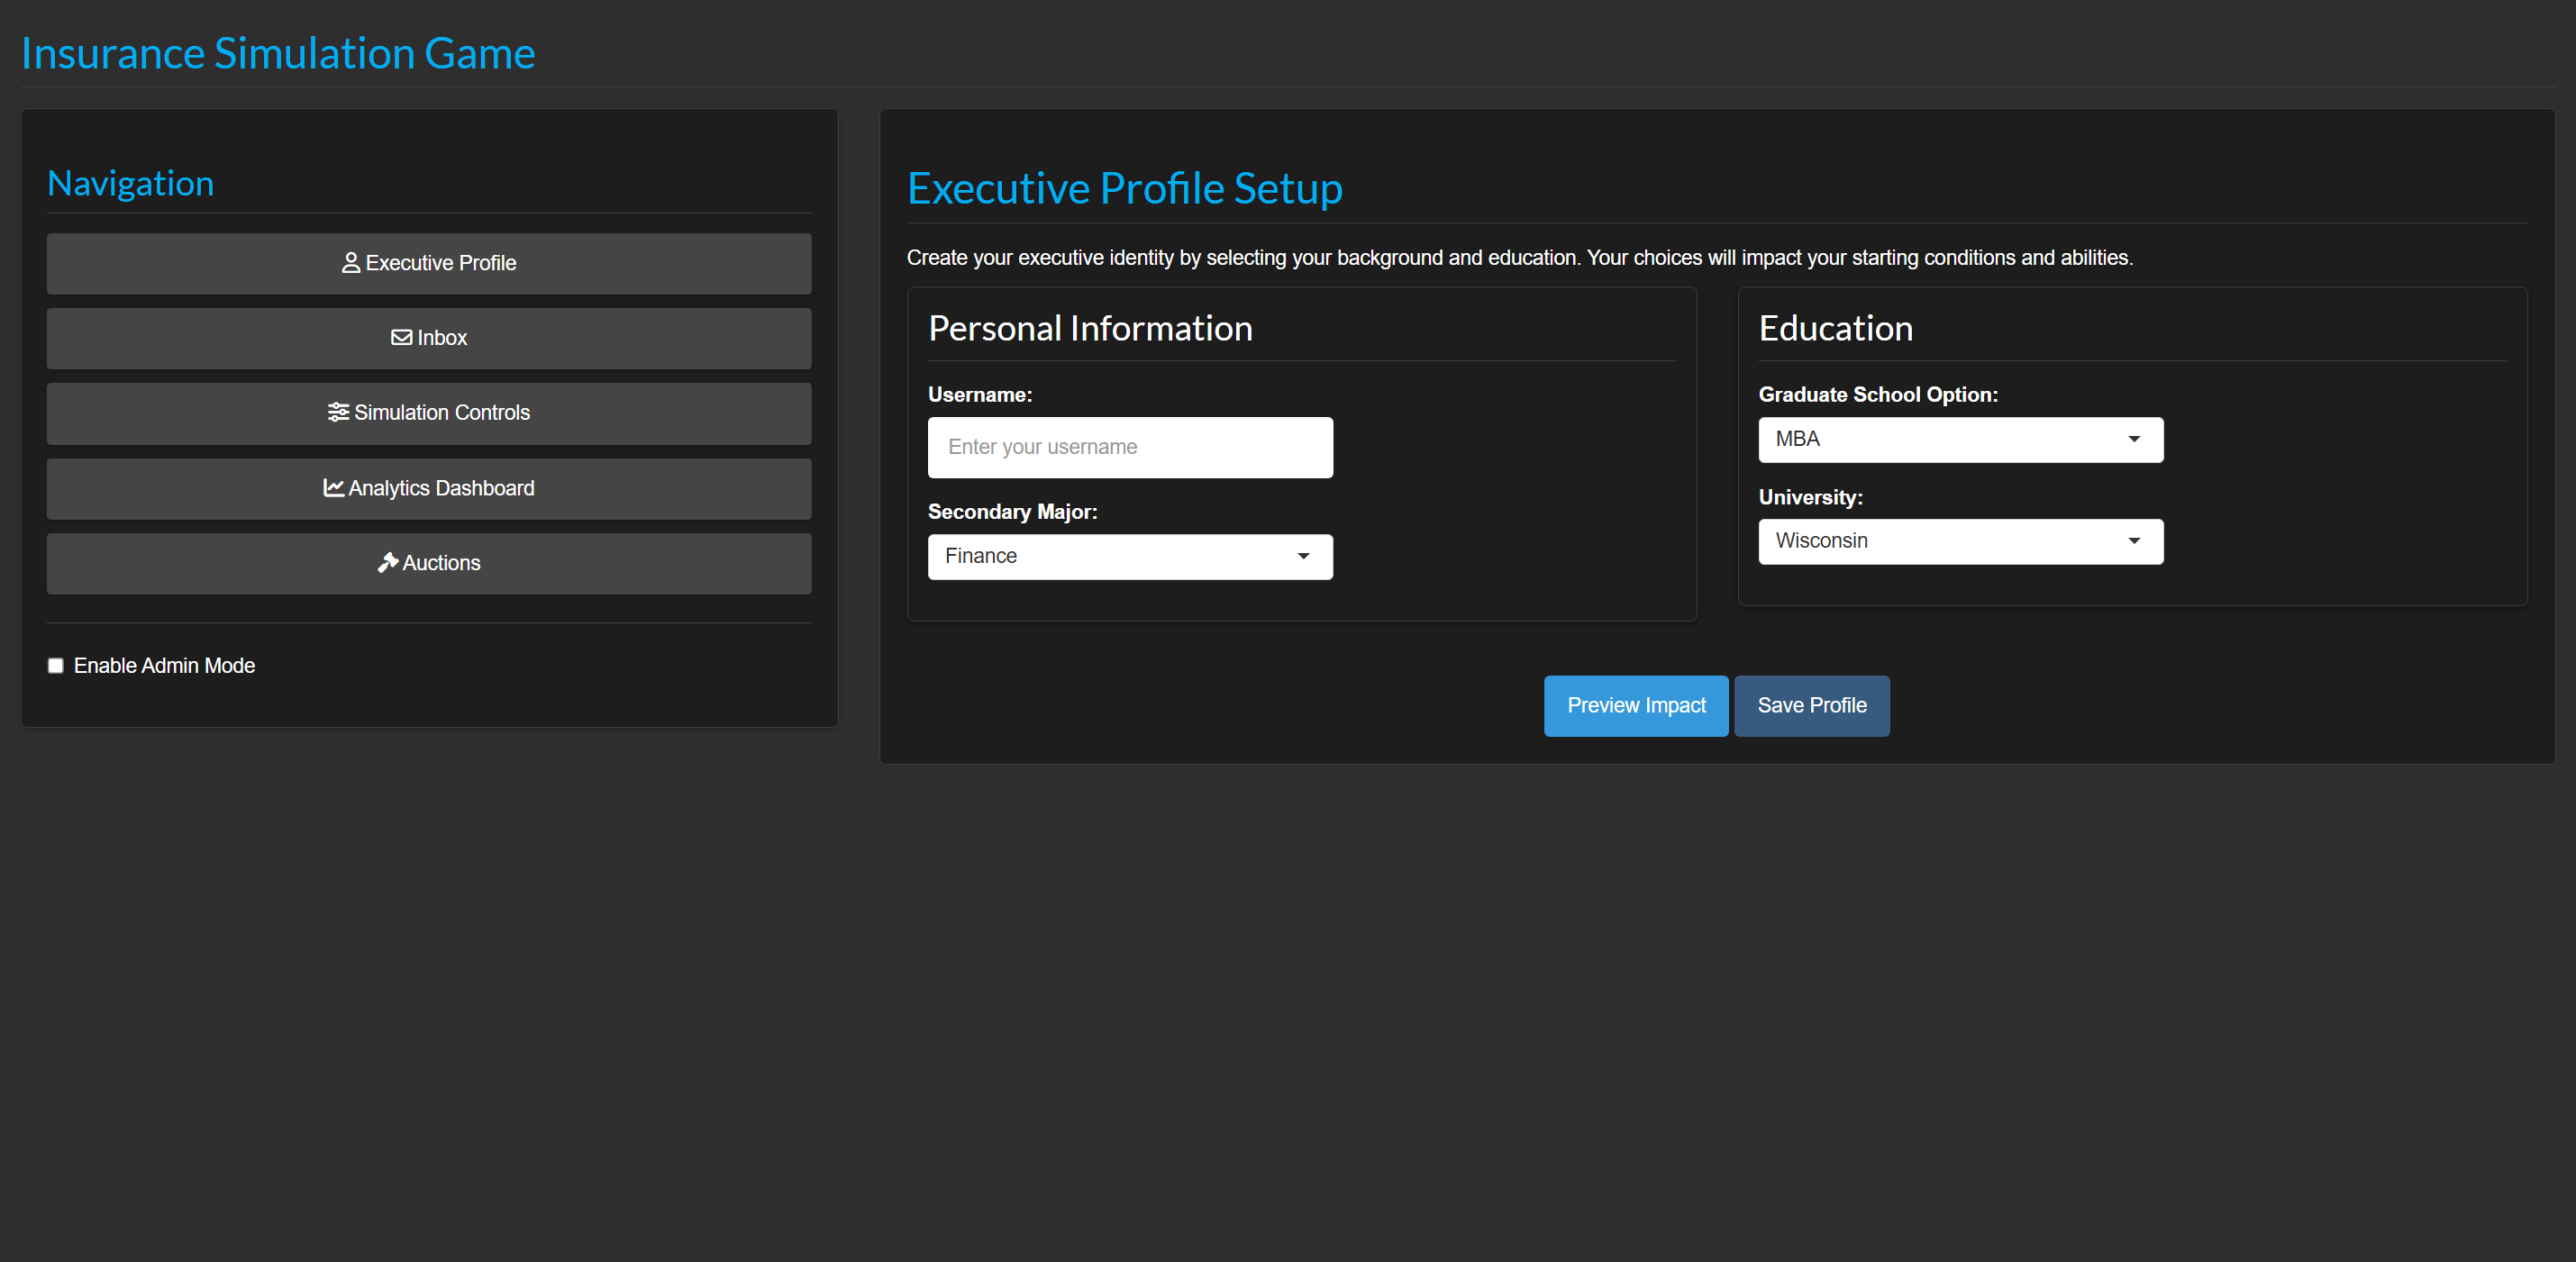 Insurance Simulation Game
Navigation
Executive Profile
Inbox
Simulation Controls
Analytics Dashboard
Auctions
Enable Admin Mode
Executive Profile Setup
Create your executive identity by selecting your background and education. Your choices will impact your starting conditions and abilities.
Personal Information
Username:
Enter your username
Secondary Major:
Finance
Education
Graduate School Option:
MBA
University:
Wisconsin
Preview Impact
Save Profile